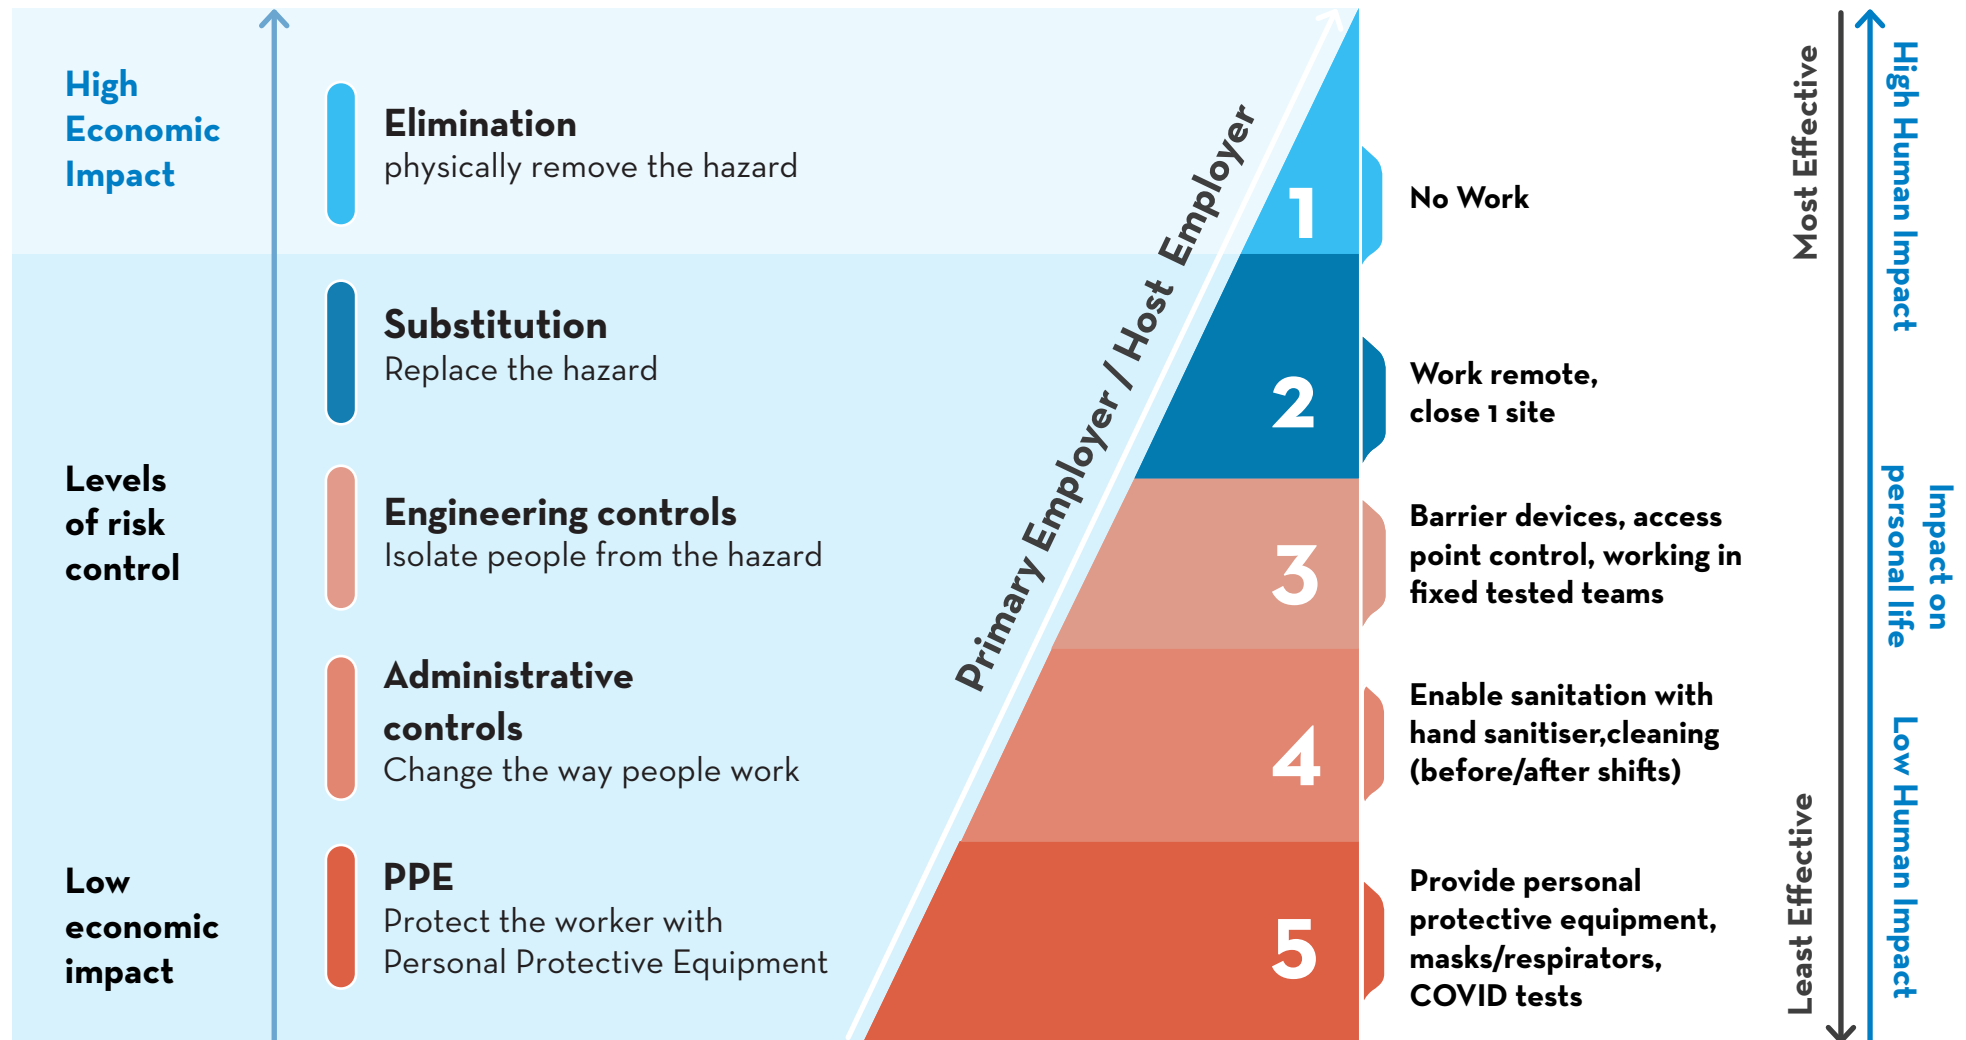 High
Economic
Impact
Levels
of risk
control
Low
economic
impact
Elimination
physically remove the hazard
Substitution
Replace the hazard
Engineering controls
Isolate people from the hazard
Administrative
controls
Change the way people work
PPE
Protect the worker with
Personal Protective Equipment
Primary Employer / Host Employer
1
2
3
4
5
No Work
Work remote,
close 1 site
Barrier devices, access
point control, working in
fixed tested teams
Enable sanitation with
hand sanitiser,cleaning
(before/after shifts)
Provide personal
protective equipment,
masks/respirators,
COVID tests
Most Effective
Least Effective
High Human Impact
Impact on
personal life
Low Human Impact